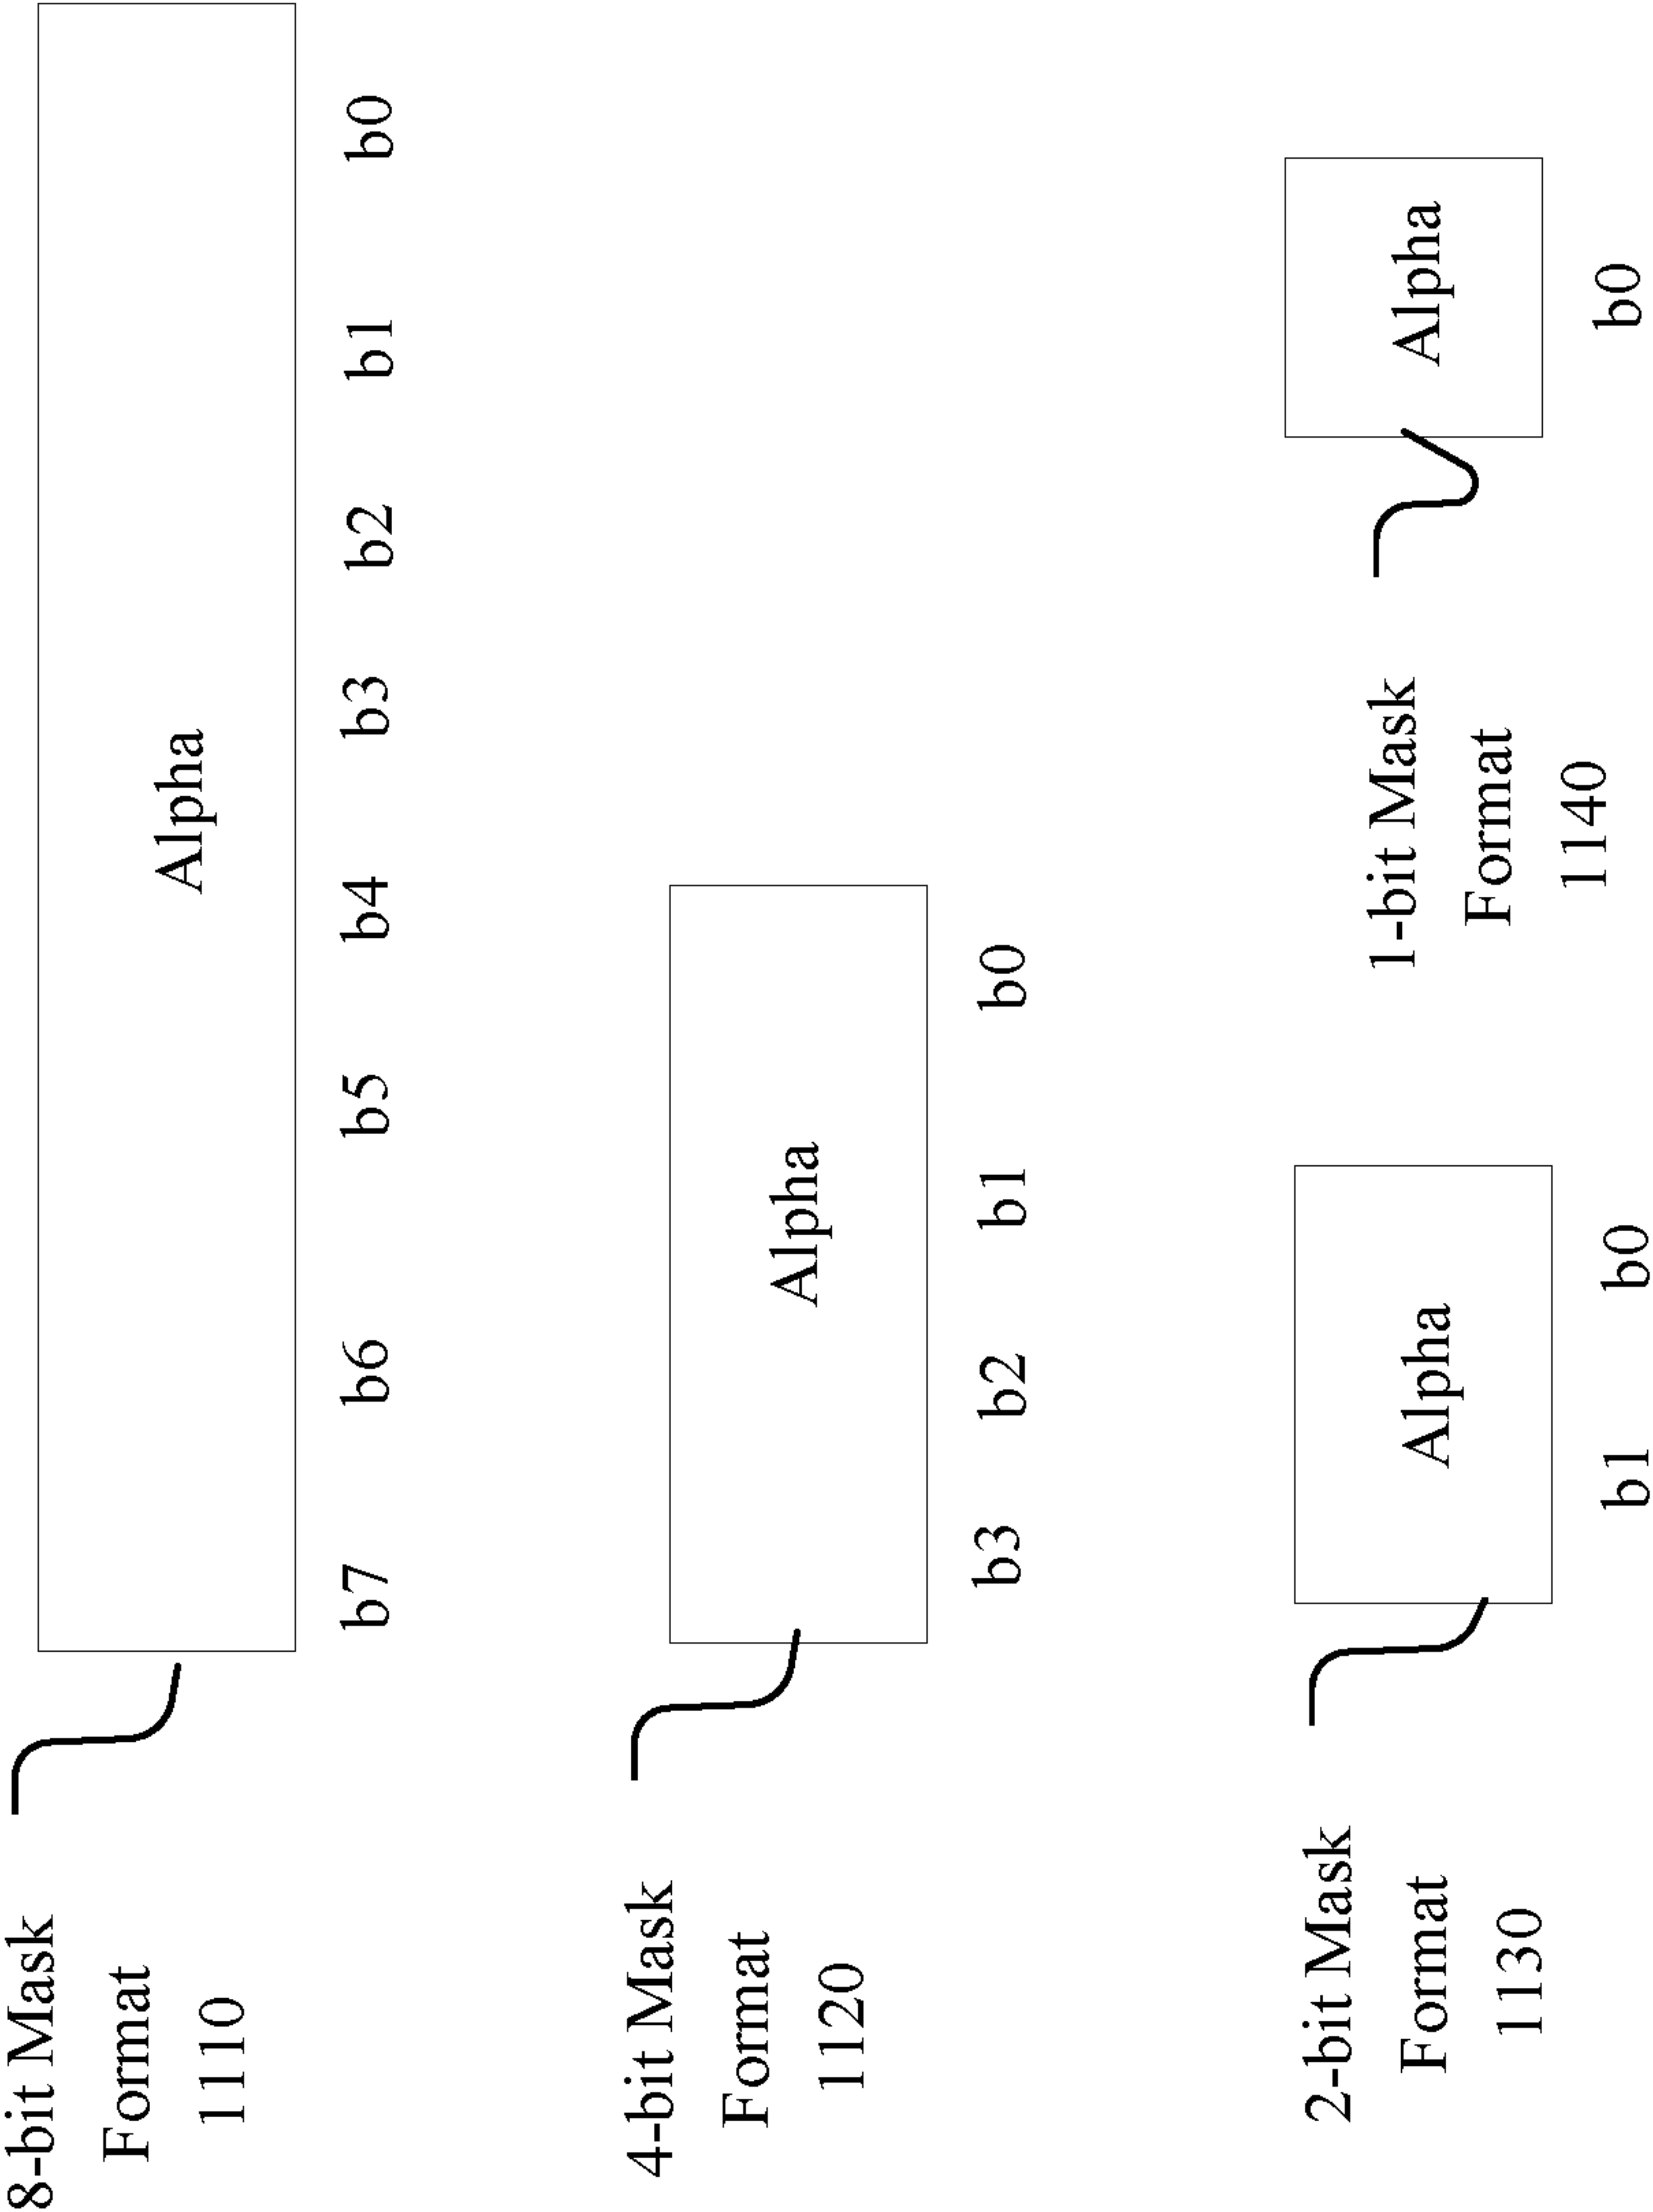 8-bit Mask
Format
1110
Alpha
b7 b6 b5 b4 b3 b2 b1 b0
4-bit Mask
Format
1120
Alpha
b3 b2 b1 b0
2-bit Mask
Format
1130
Alpha
b1 b0
1-bit Mask
Format
1140
Alpha
b0